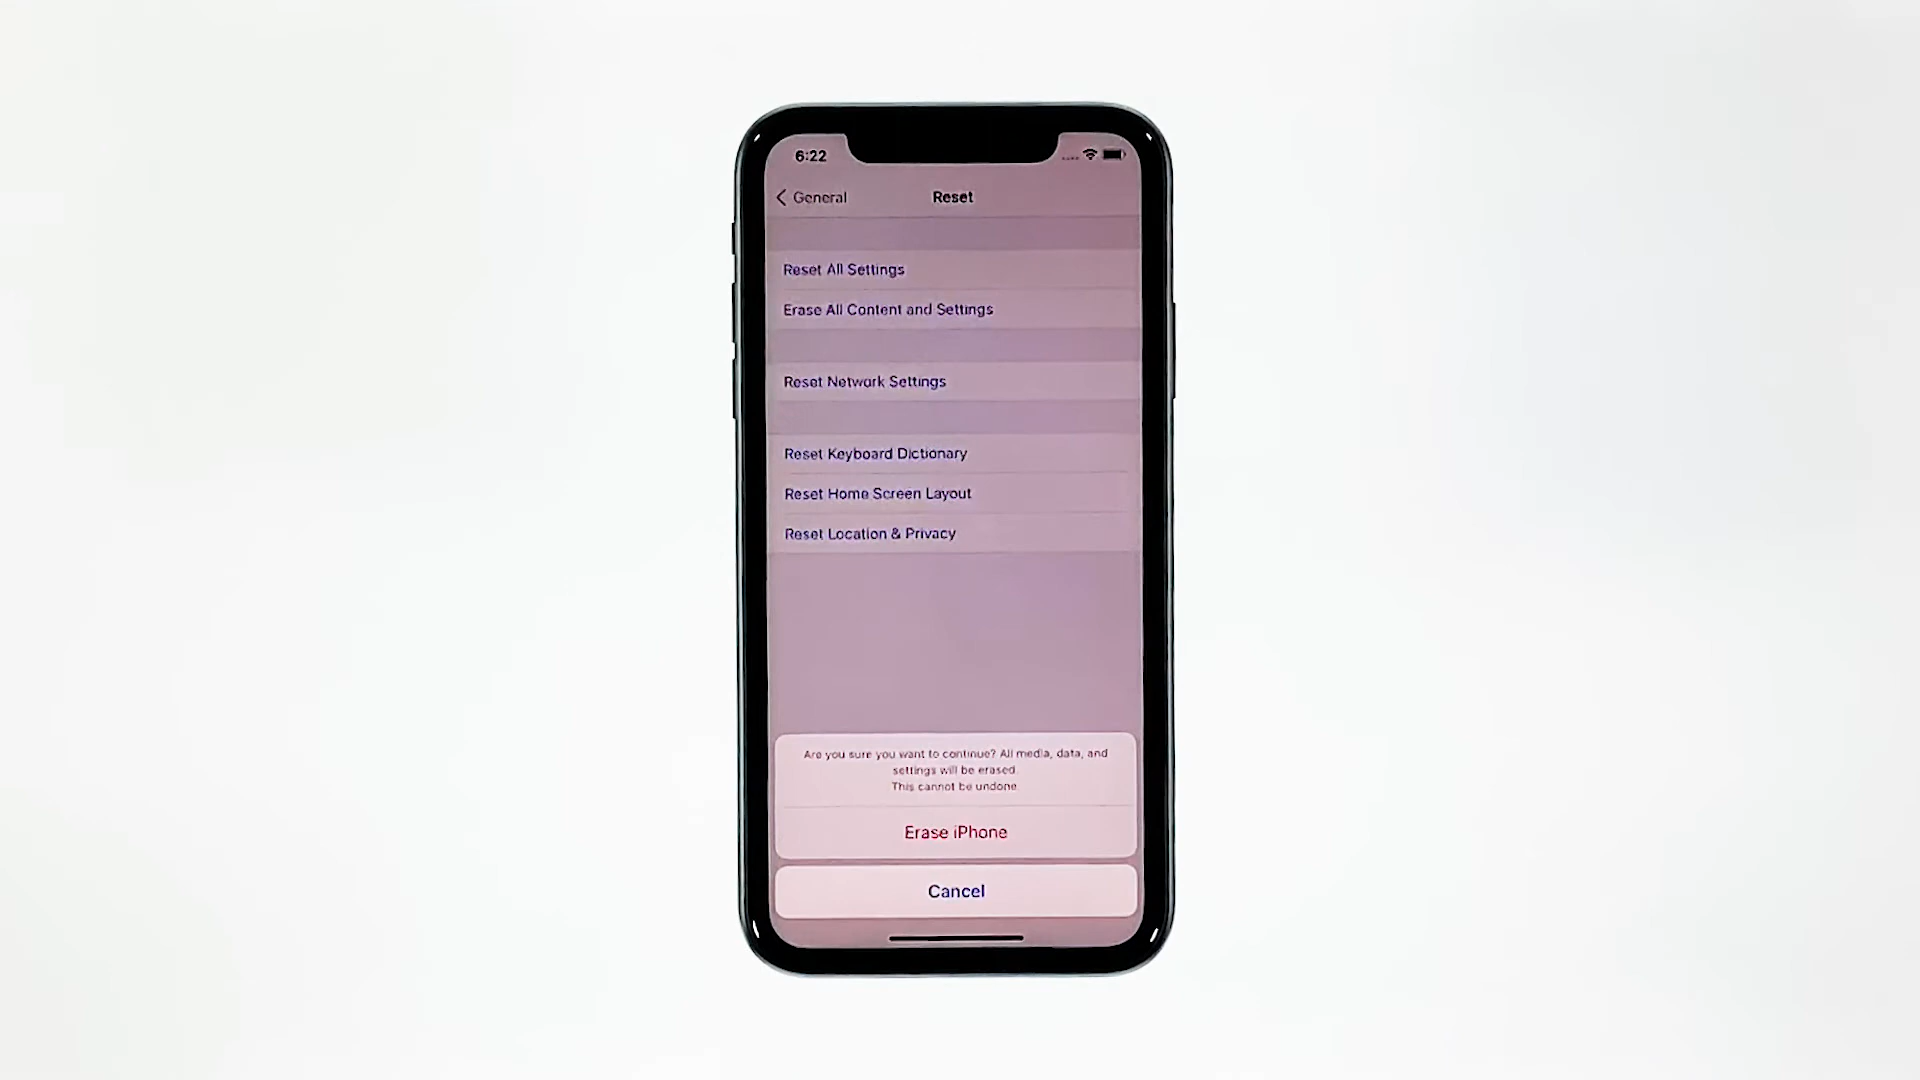 6:22
General
Reset
Reset All Settings
Erase All Content and Settings
Reset Network Settings
Reset Keyboard Dictionary
Reset Home Screen Layout
Reset Location & Privacy
Are you sure you want to continue? All media, data, and
settings will be erased.
This cannot be undone.
Erase iPhone
Cancel